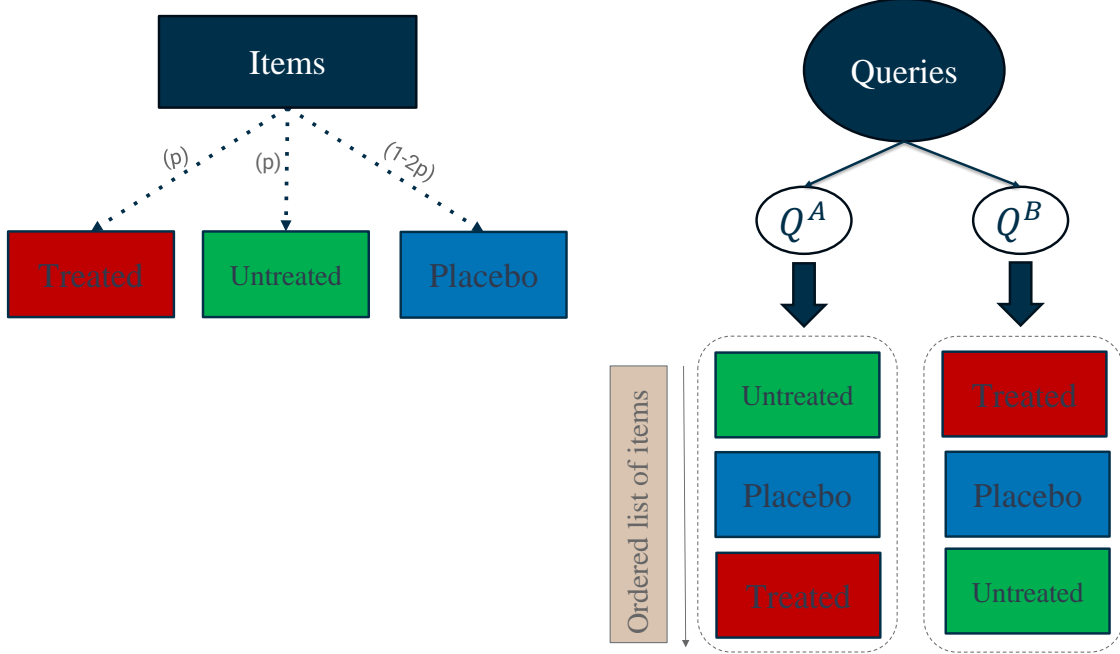 Items
(p)
(p)
(1-2p)
Treated
Untreated
Placebo
Queries
Q^A
Q^B
Ordered list of items
Untreated
Placebo
Treated
Treated
Placebo
Untreated